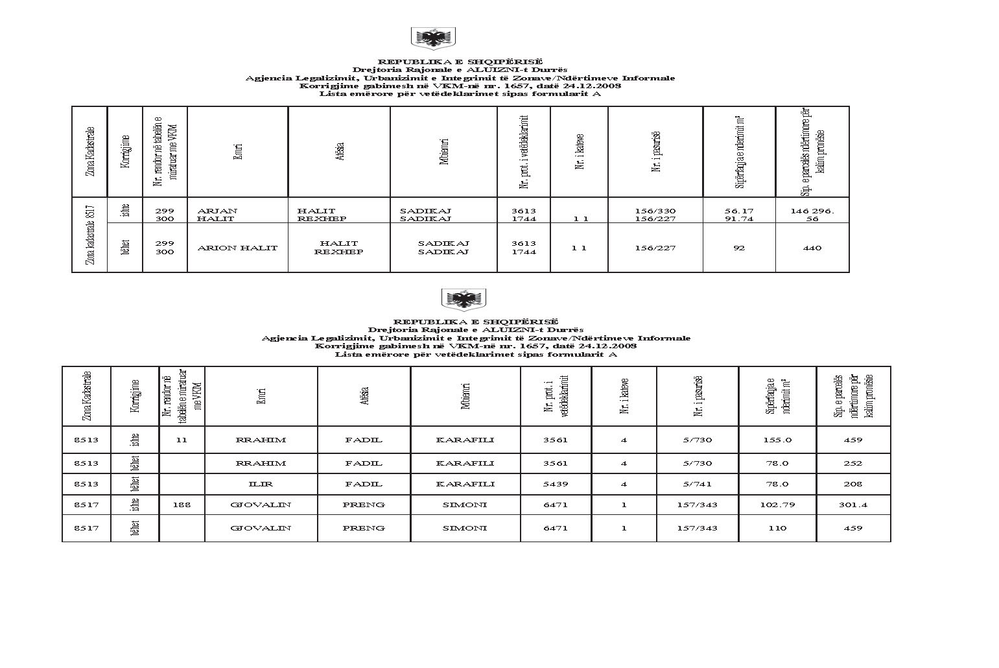 REPUBLIKA E SHQIPËRISË
Drejtoria Rajonale e ALUIZNI-t Durrës
Agjencia Legalizimit, Urbanizimit e Integrimit të Zonave/Ndërtimeve Informale
Korrigjime gabimesh në VKM-në nr. 1657, datë 24.12.2008
Lista emërore për vetëdeklarimet sipas formularit A
Zona Kadastrale
Korrigjime
Nr. rendor në tabelën e
miratuar me VKM
Emri
Atësia
Mbiemri
Nr. prot. i vetëdeklarimit
Nr. i kateve
Nr. i pasurisë
Sipërfaqja e nderimit m²
Sip. e parcelës ndërtimore për
kalim pronësie
Zona kadastrale 8517
ishte
299 ARJAN HALIT SADIKAJ 3613 156/330 56.17 146 296.
300 HALIT REXHEP SADIKAJ 1744 1 1 156/227 91.74 56
bëhet
299 HALIT SADIKAJ 3613
ARION HALIT 1 1 156/227 92 440
300 REXHEP SADIKAJ 1744
REPUBLIKA E SHQIPËRISË
Drejtoria Rajonale e ALUIZNI-t Durrës
Agjencia Legalizimit, Urbanizimit e Integrimit të Zonave/Ndërtimeve Informale
Korrigjime gabimesh në VKM-në nr. 1657, datë 24.12.2008
Lista emërore për vetëdeklarimet sipas formularit A
Zona Kadastrale
Korrigjime
Nr. rendor në
tabelën e miratuar
me VKM
Emri
Atësia
Mbiemri
Nr. prot. i
vetëdeklarimit
Nr. i kateve
Nr. i pasurisë
Sipërfaqja e
nderimit m²
Sip. e parcelës
ndërtimore për
kalim pronësie
8513 ishte 11 RRAHIM FADIL KARAFILI 3561 4 5/730 155.0 459
8513 bëhet RRAHIM FADIL KARAFILI 3561 4 5/730 78.0 252
8513 bëhet ILIR FADIL KARAFILI 5439 4 5/741 78.0 208
8517 ishte 188 GJOVALIN PRENG SIMONI 6471 1 157/343 102.79 301.4
8517 bëhet GJOVALIN PRENG SIMONI 6471 1 157/343 110 459